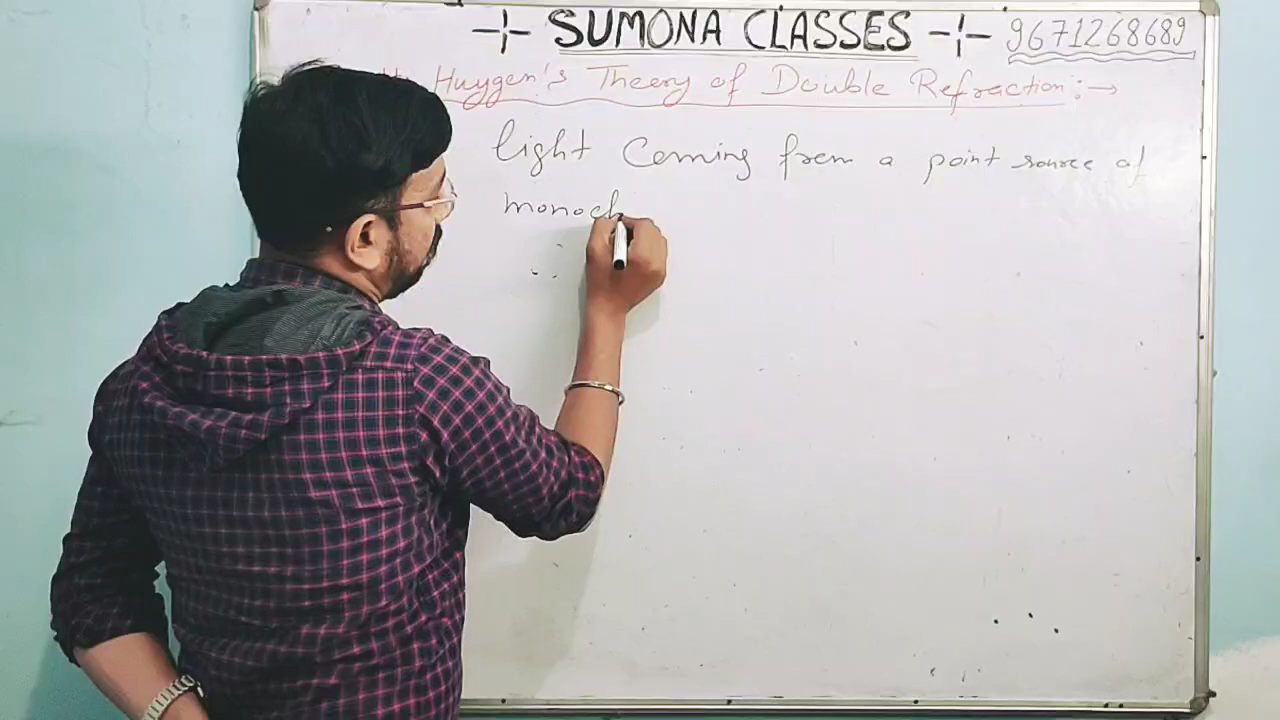 SUMONA CLASSES 9671268689
Huygen's Theory of Double Refraction :→
light Coming from a point source of
monoch